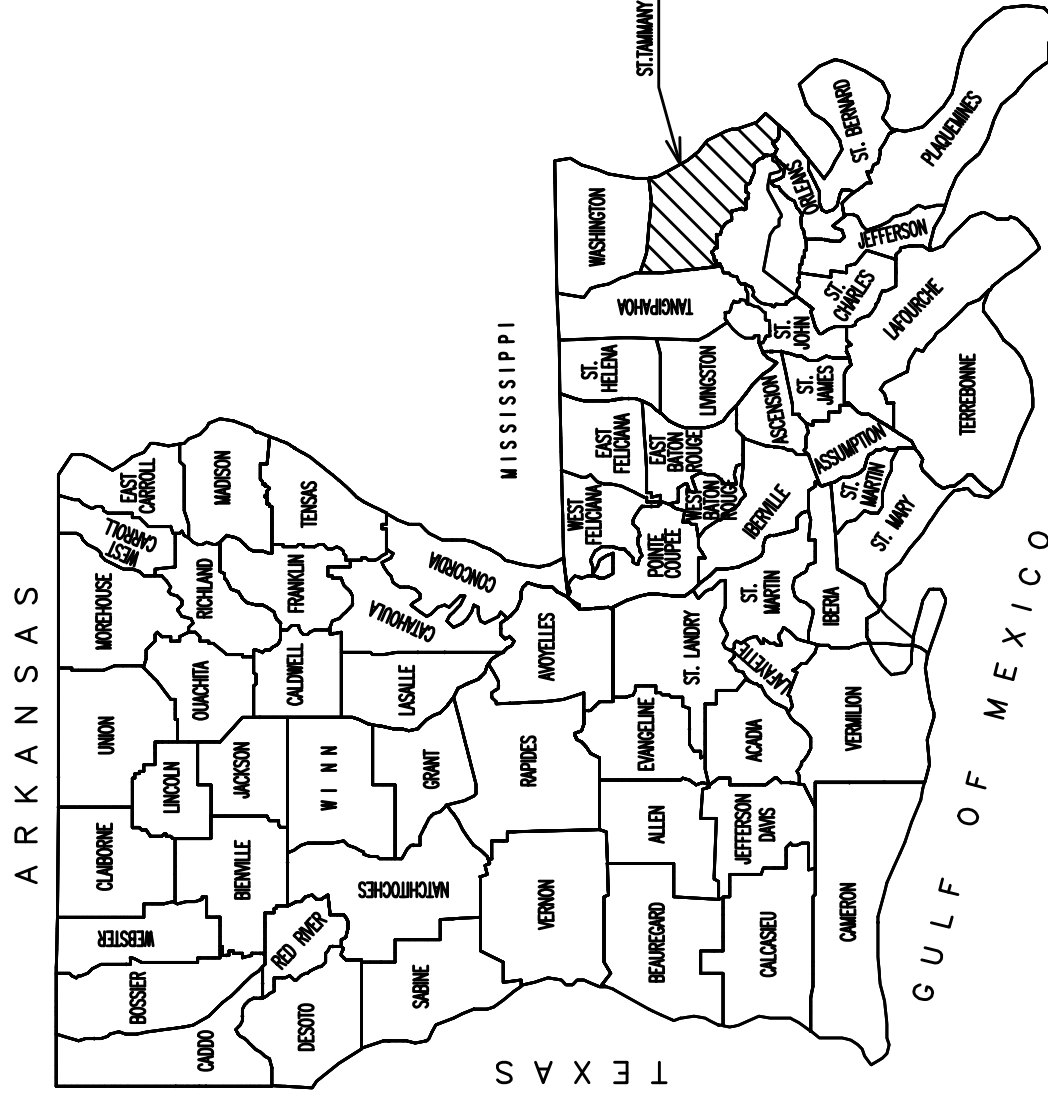 ARKANSAS
CADDO
BOSSIER
WEBSTER
CLAIBORNE
UNION
MOREHOUSE
WEST
CARROLL
EAST
CARROLL
LINCOLN
OUACHITA
RICHLAND
MADISON
DESOTO
RED RIVER
BIENVILLE
JACKSON
CALDWELL
FRANKLIN
TENSAS
SABINE
NATCHITOCHES
WINN
GRANT
LASALLE
CATAHOULA
CONCORDIA
MISSISSIPPI
TEXAS
VERNON
RAPIDES
AVOYELLES
WEST
FELICIANA
EAST
FELICIANA
ST.
HELENA
TANGIPAHOA
WASHINGTON
ST.TAMMANY
BEAUREGARD
ALLEN
EVANGELINE
ST. LANDRY
POINTE
COUPEE
WEST
BATON
ROUGE
EAST
BATON
ROUGE
LIVINGSTON
CALCASIEU
JEFFERSON
DAVIS
ACADIA
LAFAYETTE
ST.
MARTIN
IBERVILLE
ASCENSION
ST.
JOHN
ST.
JAMES
ST.
CHARLES
ORLEANS
ST. BERNARD
PLAQUEMINES
JEFFERSON
CAMERON
VERMILION
IBERIA
ST.
MARTIN
ASSUMPTION
LAFOURCHE
ST. MARY
TERREBONNE
GULF OF MEXICO